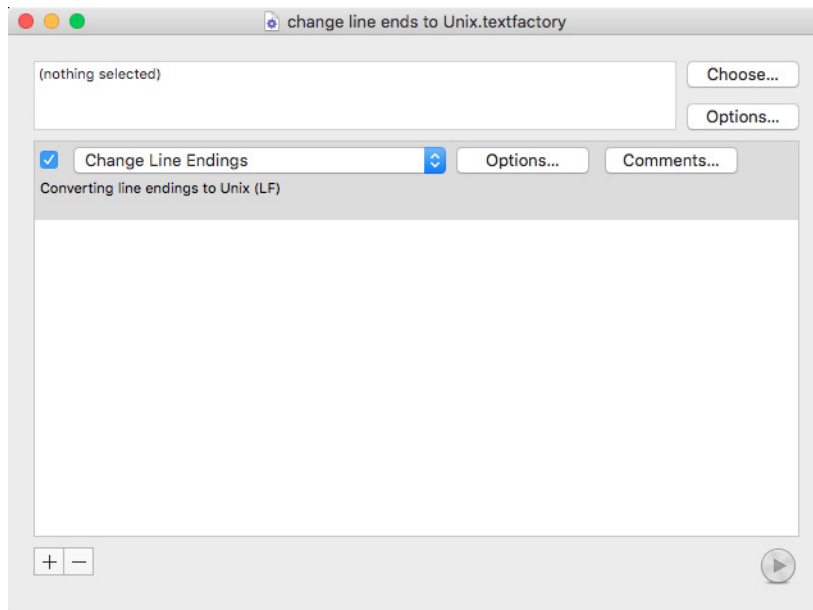 change line ends to Unix.textfactory
(nothing selected)
Choose...
Options...
Change Line Endings
Options...
Comments...
Converting line endings to Unix (LF)
+ −